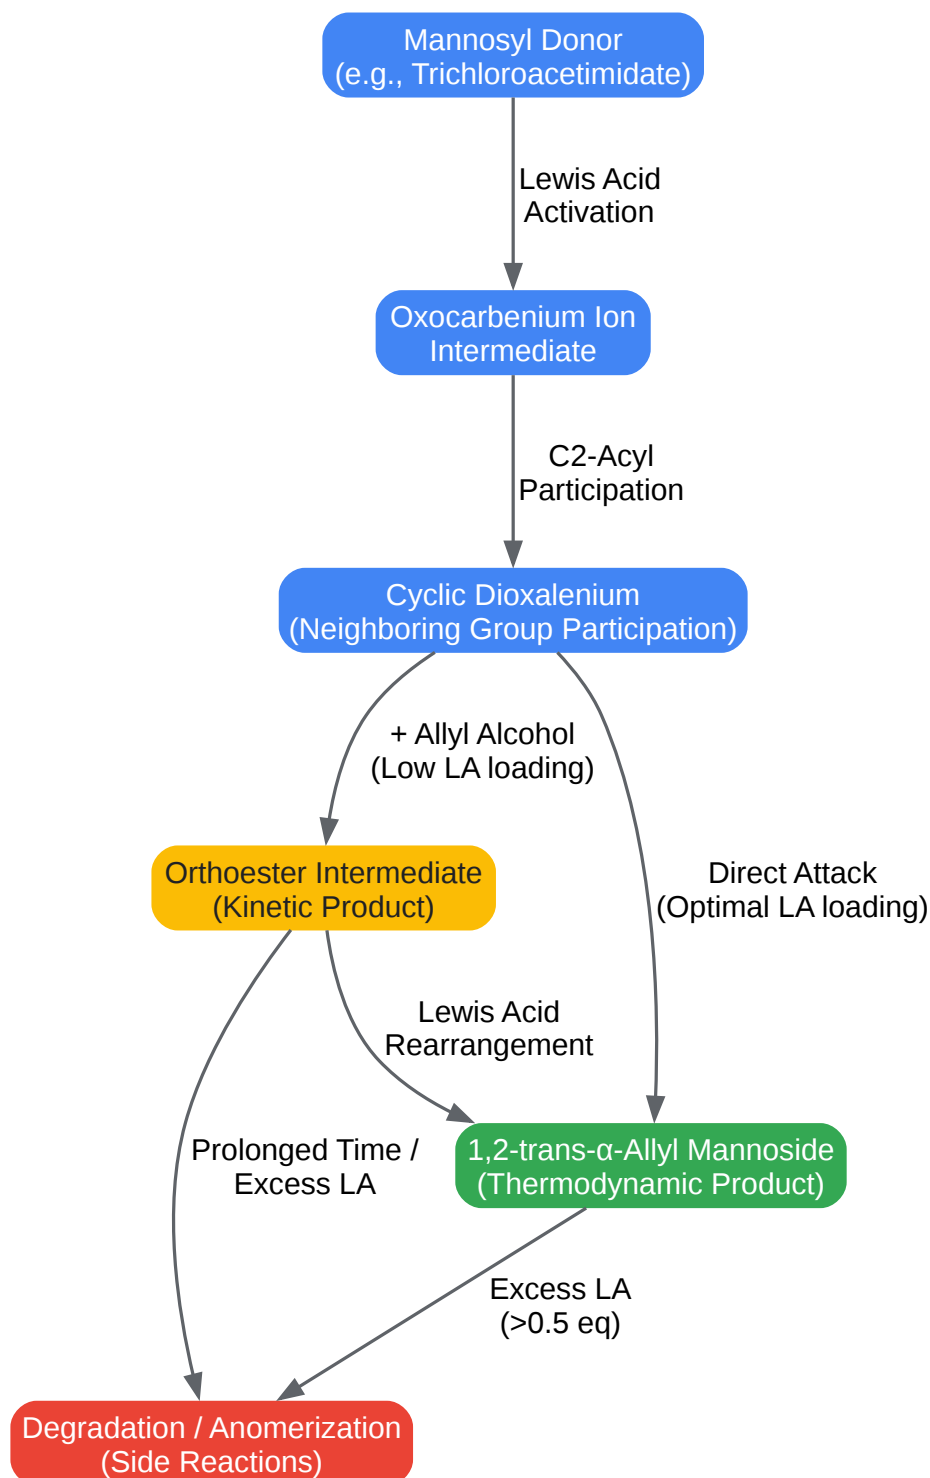 Mannosyl Donor
(e.g., Trichloroacetimidate)
Lewis Acid
Activation
Oxocarbenium Ion
Intermediate
C2-Acyl
Participation
Cyclic Dioxalenium
(Neighboring Group Participation)
+ Allyl Alcohol
(Low LA loading)
Orthoester Intermediate
(Kinetic Product)
Direct Attack
(Optimal LA loading)
Lewis Acid
Rearrangement
Prolonged Time /
Excess LA
1,2-trans-α-Allyl Mannoside
(Thermodynamic Product)
Excess LA
(>0.5 eq)
Degradation / Anomerization
(Side Reactions)